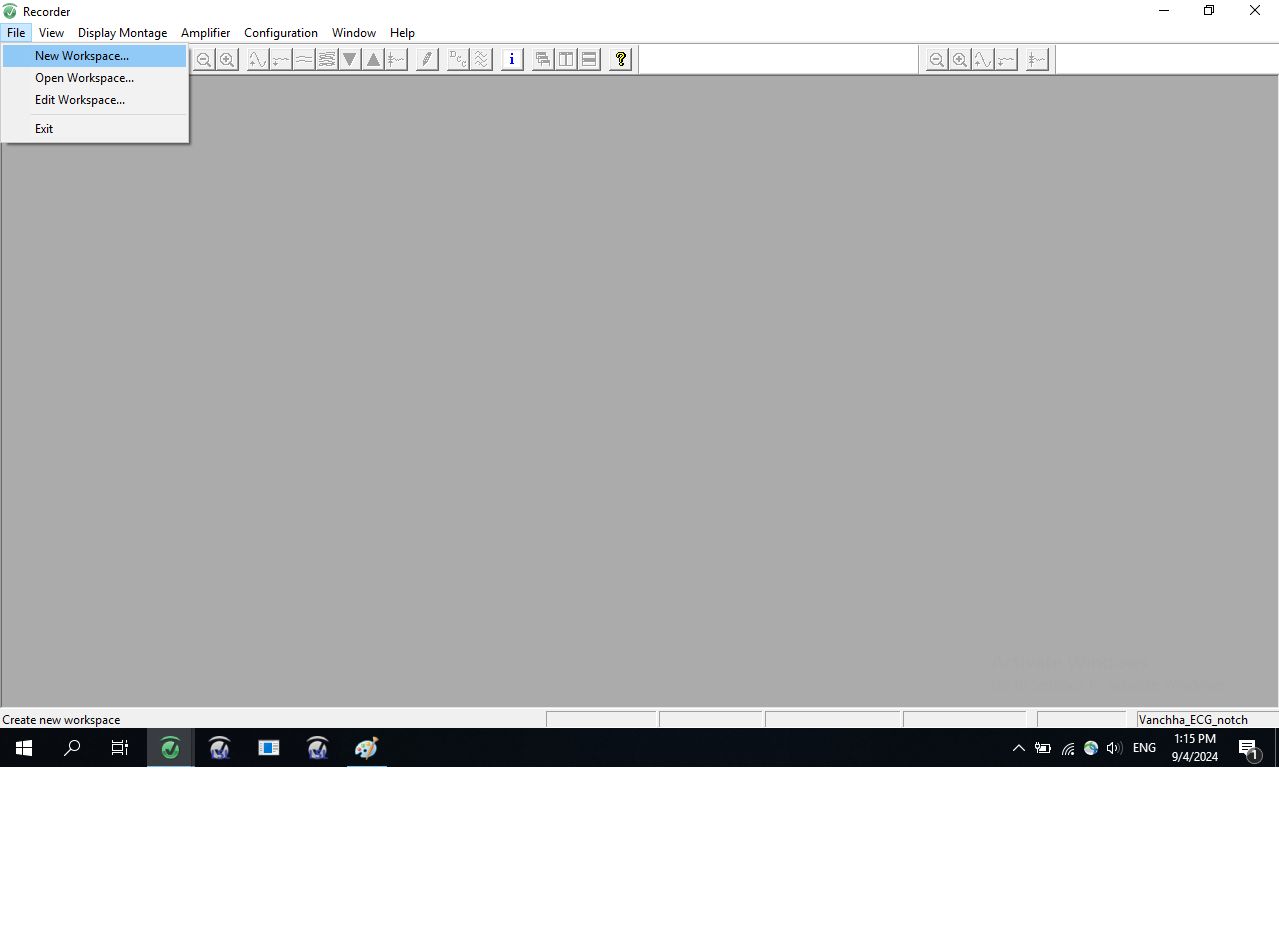 Recorder
File View Display Montage Amplifier Configuration Window Help
New Workspace...
Open Workspace...
Edit Workspace...
Exit
Create new workspace
Vanchha_ECG_notch
ENG
1:15 PM
9/4/2024
1